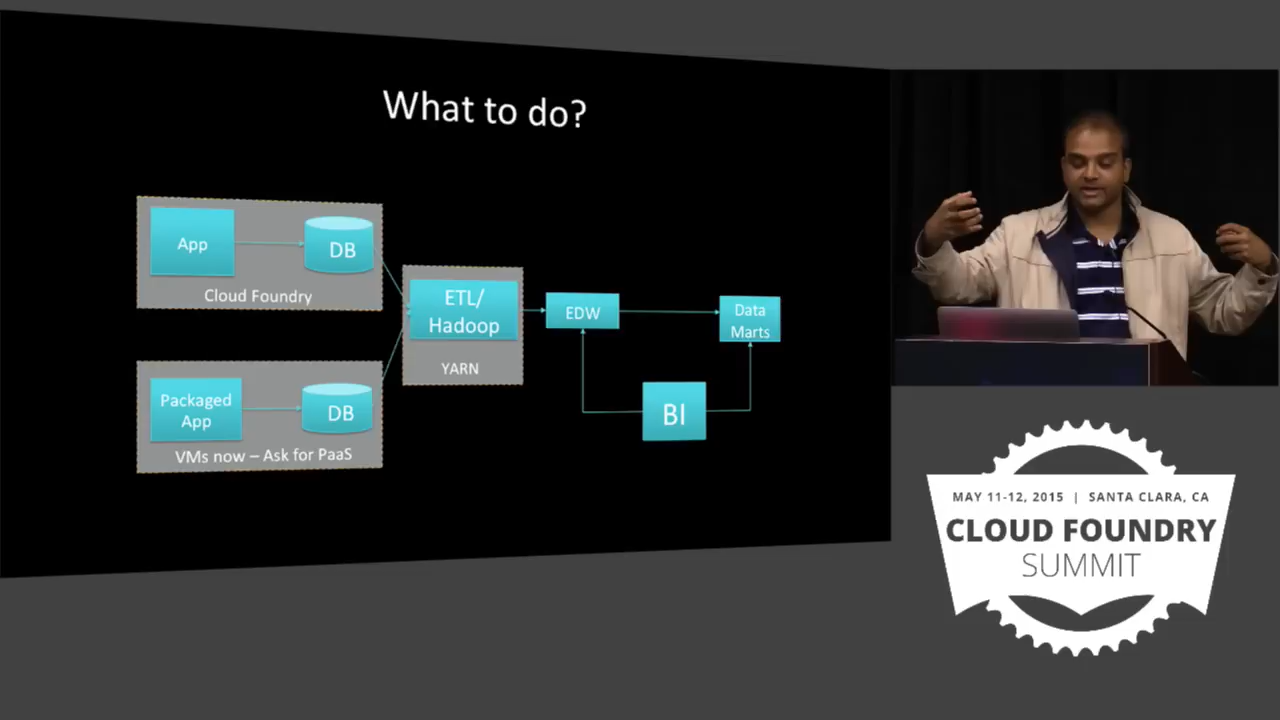 What to do?
App
DB
Cloud Foundry
ETL/
Hadoop
YARN
EDW
Data
Marts
BI
Packaged
App
DB
VMs now – Ask for PaaS
MAY 11-12, 2015 | SANTA CLARA, CA
CLOUD FOUNDRY
SUMMIT